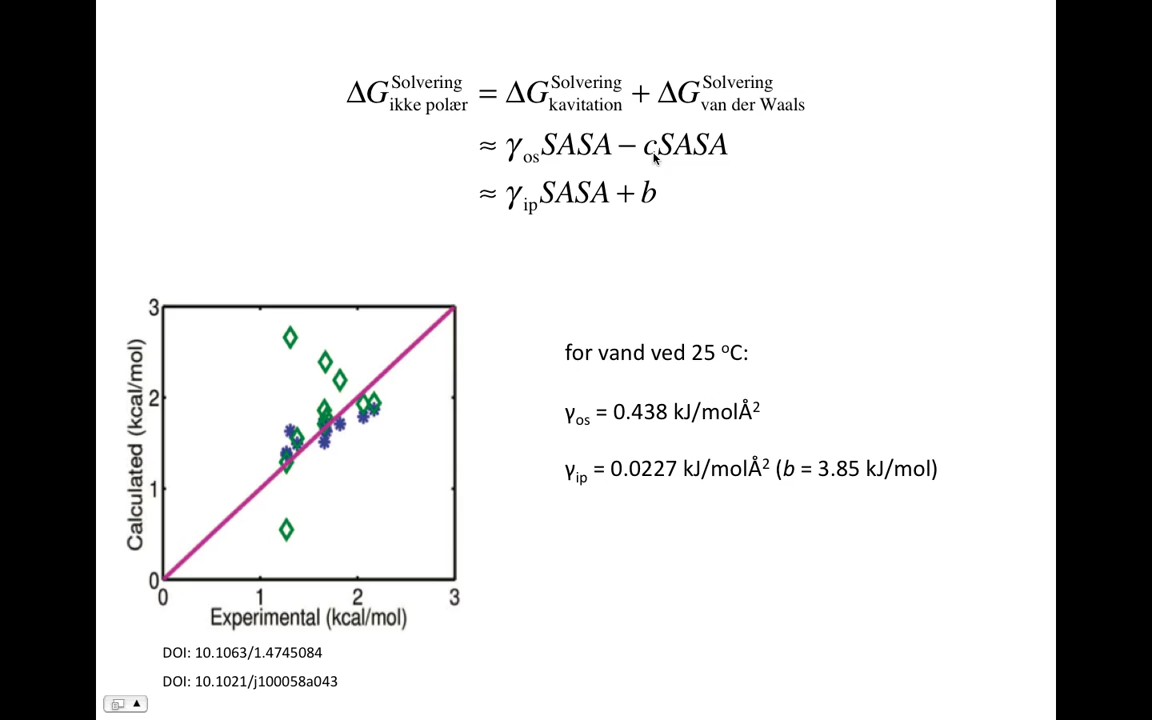 ΔG^Solvering_ikke polær = ΔG^Solvering_kavitation + ΔG^Solvering_van der Waals
≈ γ_os SASA − cSASA
≈ γ_ip SASA + b
for vand ved 25 °C:
γos = 0.438 kJ/molÅ²
γip = 0.0227 kJ/molÅ² (b = 3.85 kJ/mol)
Calculated (kcal/mol)
3
2
1
0
0 1 2 3
Experimental (kcal/mol)
DOI: 10.1063/1.4745084
DOI: 10.1021/j100058a043